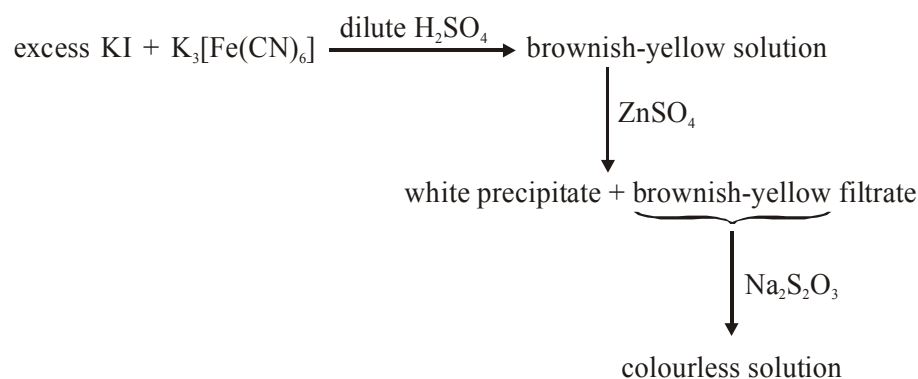 excess KI + K₃[Fe(CN)₆] dilute H₂SO₄ brownish-yellow solution
ZnSO₄
white precipitate + brownish-yellow filtrate
Na₂S₂O₃
colourless solution